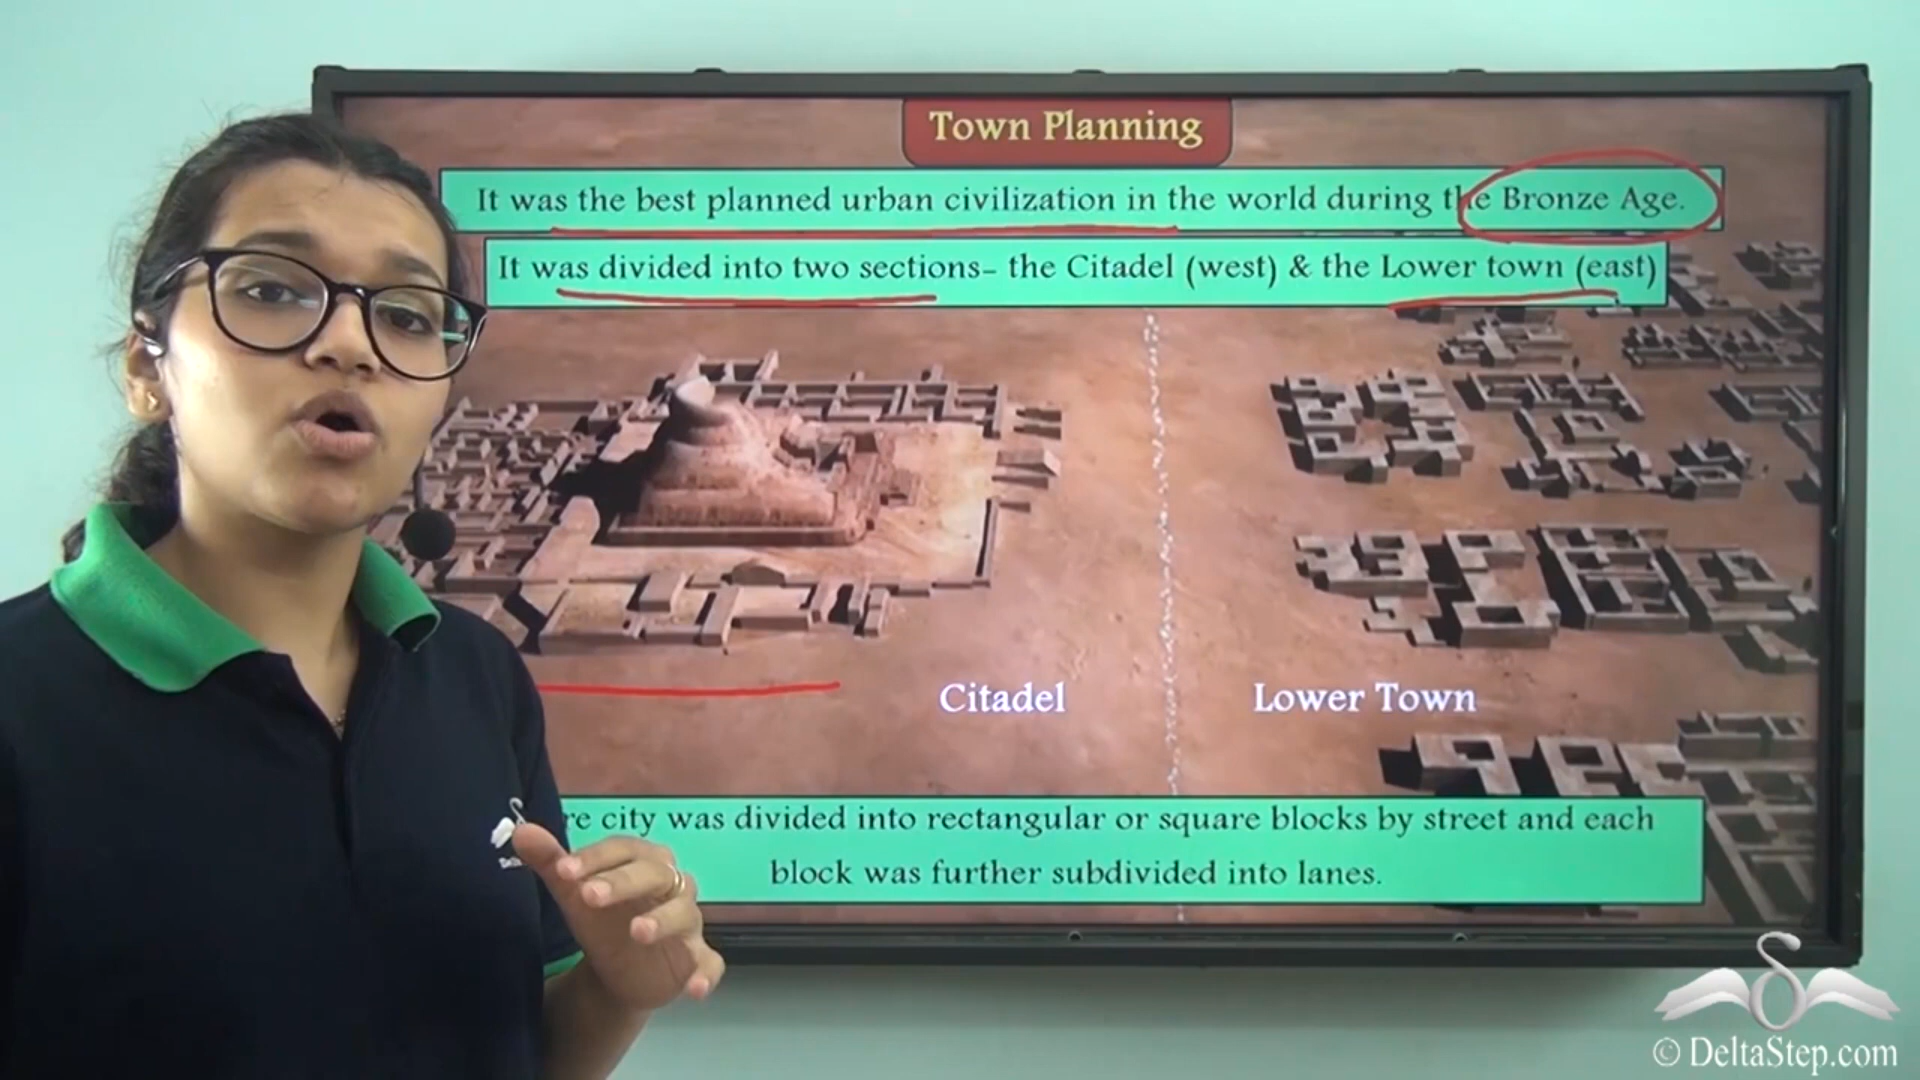 Town Planning
It was the best planned urban civilization in the world during the Bronze Age.
It was divided into two sections- the Citadel (west) & the Lower town (east)
Citadel
Lower Town
city was divided into rectangular or square blocks by street and each
block was further subdivided into lanes.
© DeltaStep.com